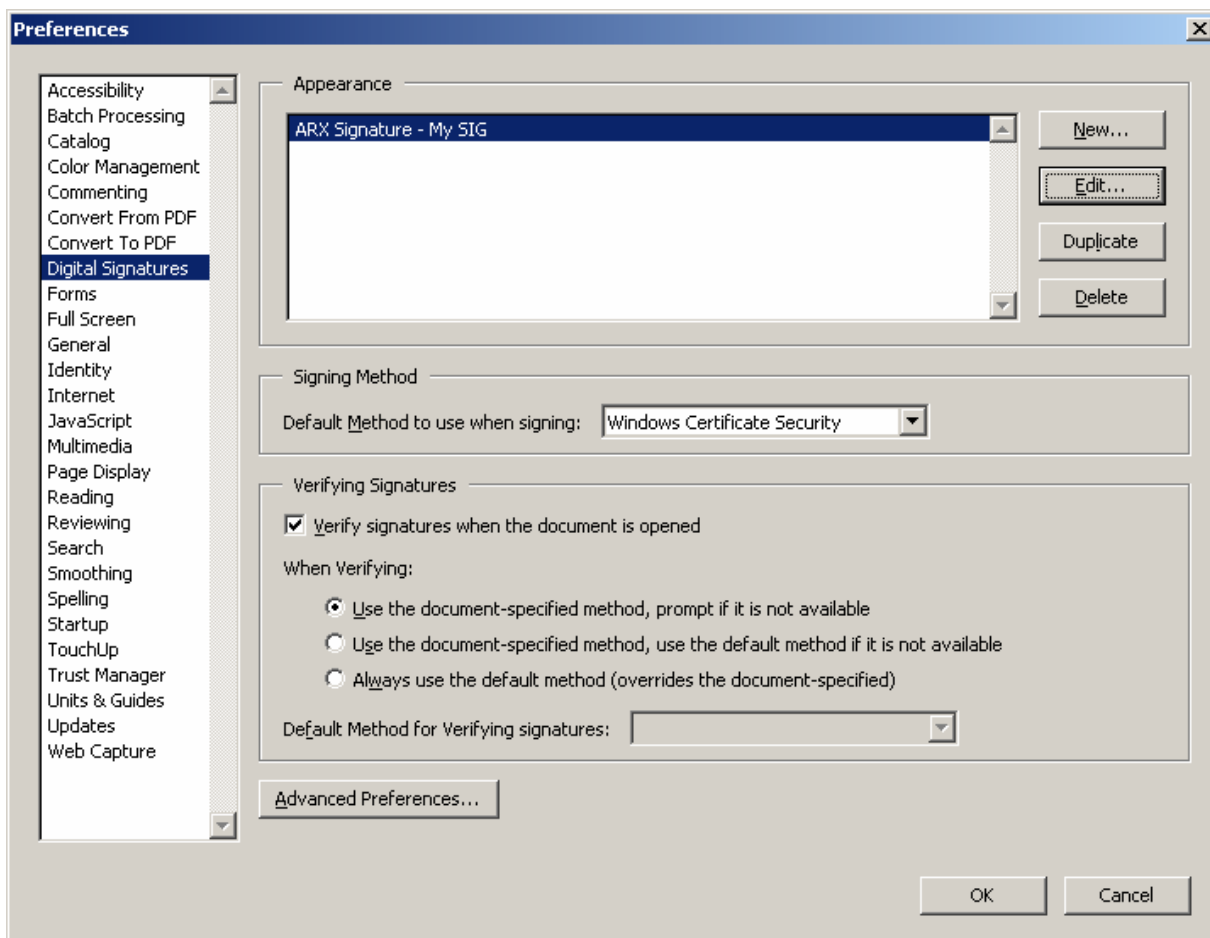 Preferences
Accessibility
Batch Processing
Catalog
Color Management
Commenting
Convert From PDF
Convert To PDF
Digital Signatures
Forms
Full Screen
General
Identity
Internet
JavaScript
Multimedia
Page Display
Reading
Reviewing
Search
Smoothing
Spelling
Startup
TouchUp
Trust Manager
Units & Guides
Updates
Web Capture
Appearance
ARX Signature - My SIG
New...
Edit...
Duplicate
Delete
Signing Method
Default Method to use when signing: Windows Certificate Security
Verifying Signatures
Verify signatures when the document is opened
When Verifying:
Use the document-specified method, prompt if it is not available
Use the document-specified method, use the default method if it is not available
Always use the default method (overrides the document-specified)
Default Method for Verifying signatures:
Advanced Preferences...
OK Cancel